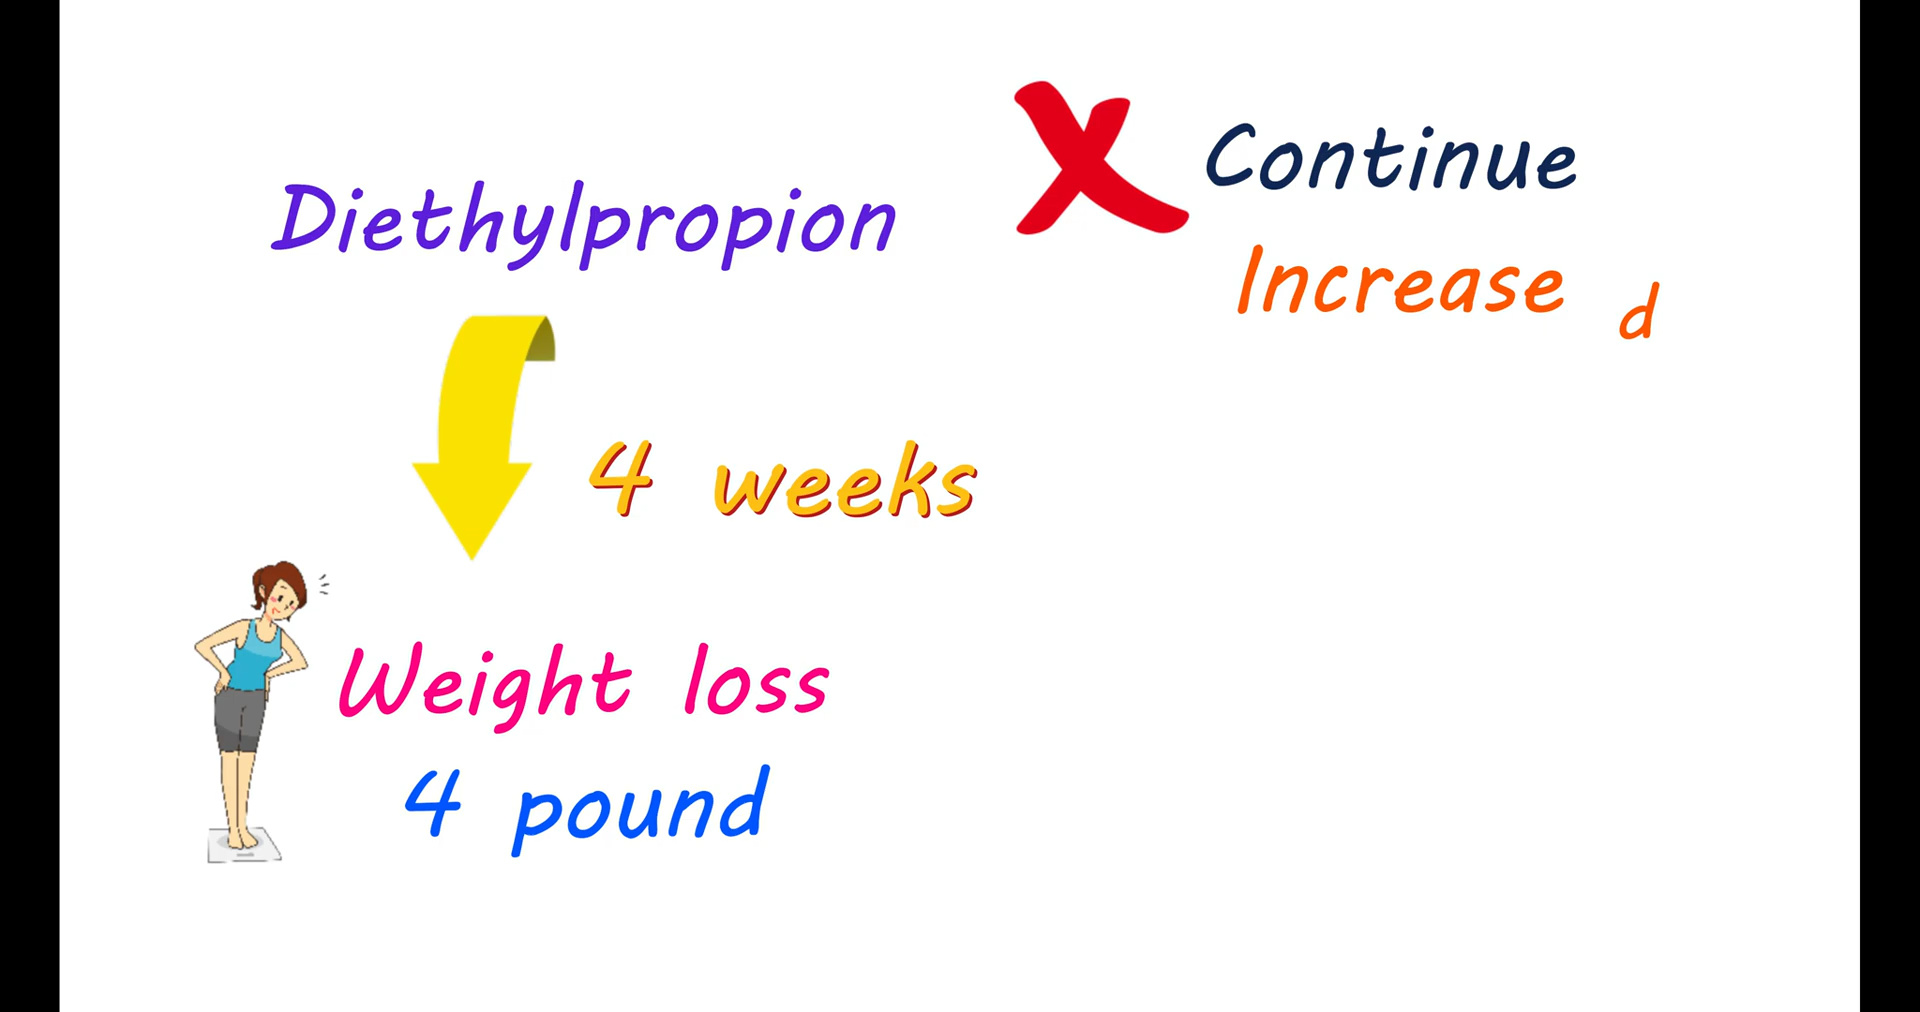 Diethylpropion
4 weeks
Weight loss
4 pound
Continue
Increase d